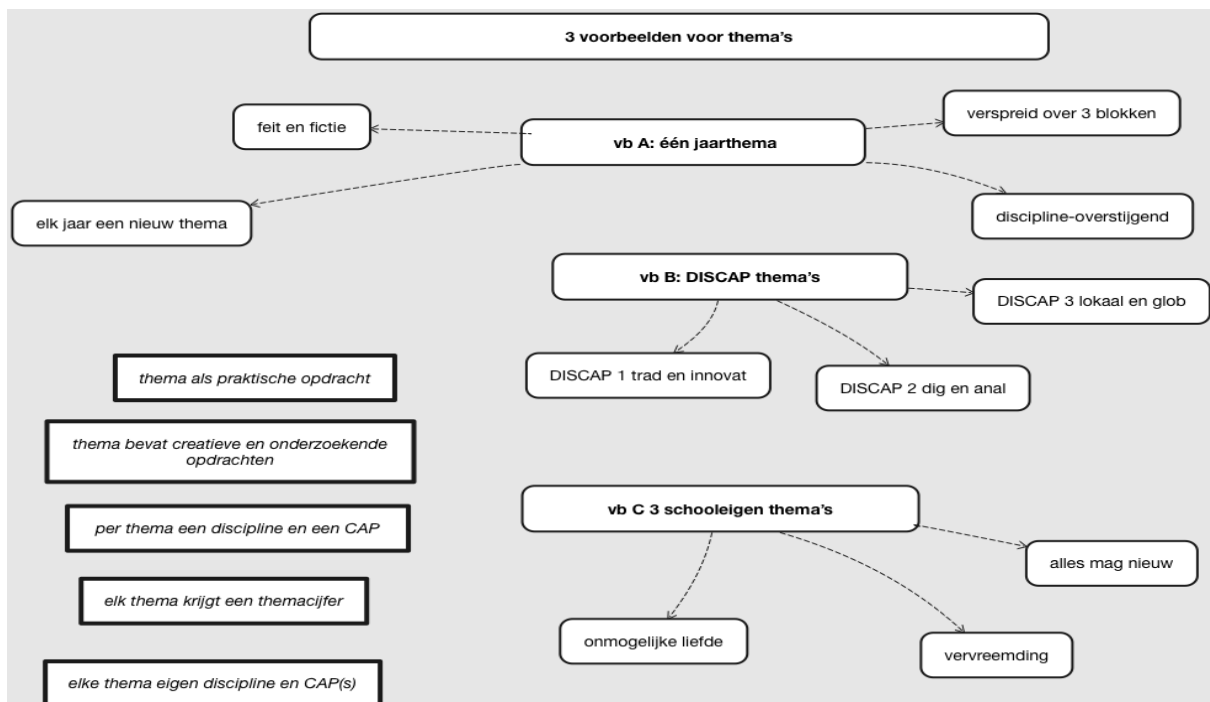 3 voorbeelden voor thema's
feit en fictie
verspreid over 3 blokken
vb A: één jaarthema
elk jaar een nieuw thema
discipline-overstijgend
vb B: DISCAP thema's
DISCAP 3 lokaal en glob
DISCAP 1 trad en innovat
DISCAP 2 dig en anal
thema als praktische opdracht
thema bevat creatieve en onderzoekende
opdrachten
per thema een discipline en een CAP
elk thema krijgt een themacijfer
elke thema eigen discipline en CAP(s)
vb C 3 schooleigen thema's
alles mag nieuw
onmogelijke liefde
vervreemding